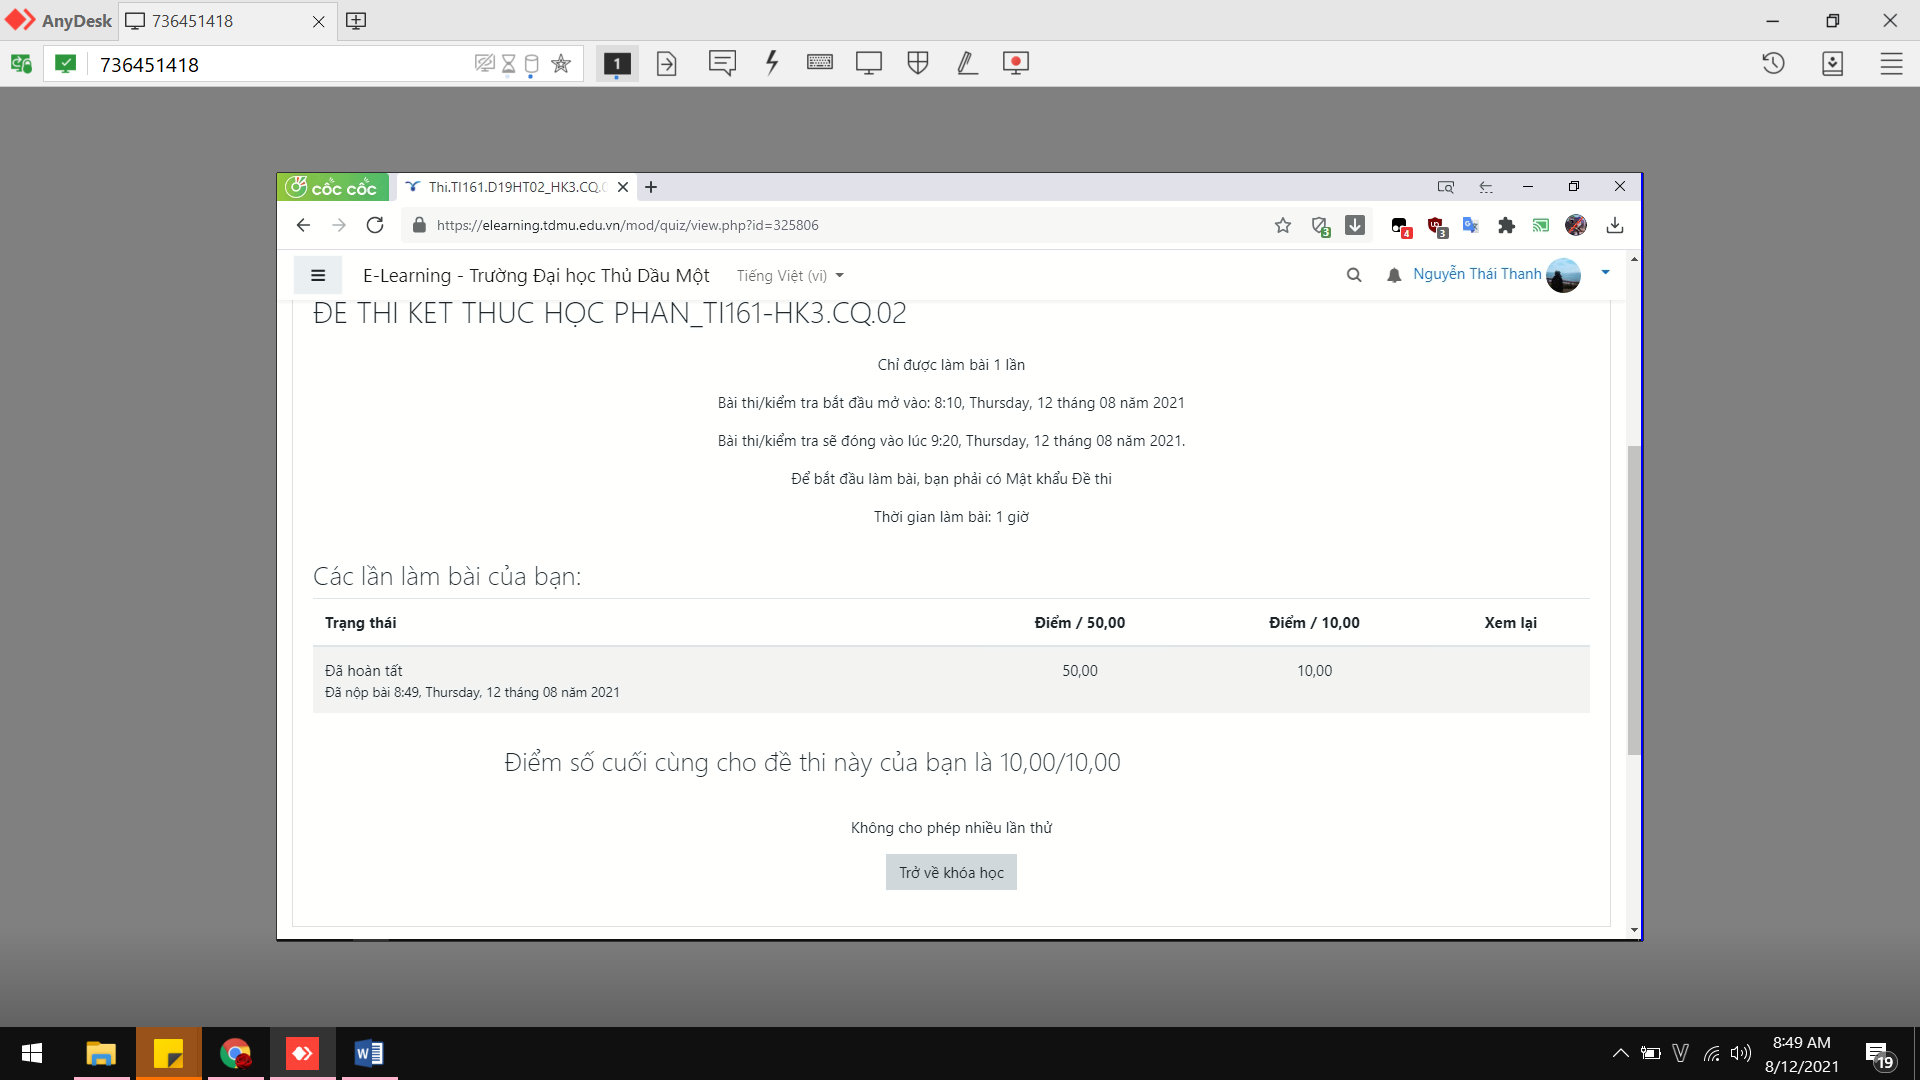 AnyDesk
736451418
736451418
1
cốc cốc
Thi.TI161.D19HT02_HK3.CQ.0
https://elearning.tdmu.edu.vn/mod/quiz/view.php?id=325806
3
4
3
E-Learning - Trường Đại học Thủ Dầu Một
Tiếng Việt (vi)
Nguyễn Thái Thanh
ĐỀ THI KẾT THÚC HỌC PHẦN_TI161-HK3.CQ.02
Chỉ được làm bài 1 lần
Bài thi/kiểm tra bắt đầu mở vào: 8:10, Thursday, 12 tháng 08 năm 2021
Bài thi/kiểm tra sẽ đóng vào lúc 9:20, Thursday, 12 tháng 08 năm 2021.
Để bắt đầu làm bài, bạn phải có Mật khẩu Đề thi
Thời gian làm bài: 1 giờ
Các lần làm bài của bạn:
Trạng thái Điểm / 50,00 Điểm / 10,00 Xem lại
Đã hoàn tất 50,00 10,00
Đã nộp bài 8:49, Thursday, 12 tháng 08 năm 2021
Điểm số cuối cùng cho đề thi này của bạn là 10,00/10,00
Không cho phép nhiều lần thử
Trở về khóa học
8:49 AM
8/12/2021
19